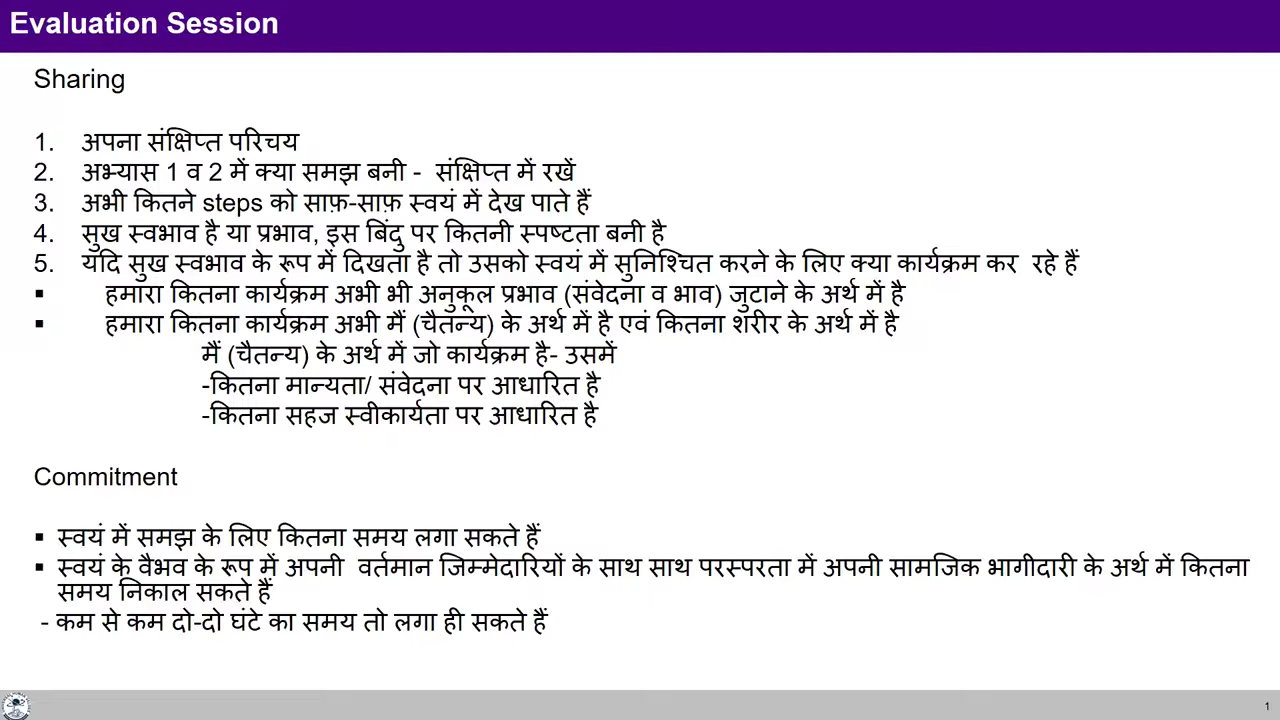 Evaluation Session
Sharing
1. अपना संक्षिप्त परिचय
2. अभ्यास 1 व 2 में क्या समझ बनी - संक्षिप्त में रखें
3. अभी कितने steps को साफ़-साफ़ स्वयं में देख पाते हैं
4. सुख स्वभाव है या प्रभाव, इस बिंदु पर कितनी स्पष्टता बनी है
5. यदि सुख स्वभाव के रूप में दिखता है तो उसको स्वयं में सुनिश्चित करने के लिए क्या कार्यक्रम कर रहे हैं
▪ हमारा कितना कार्यक्रम अभी भी अनुकूल प्रभाव (संवेदना व भाव) जुटाने के अर्थ में है
▪ हमारा कितना कार्यक्रम अभी मैं (चैतन्य) के अर्थ में है एवं कितना शरीर के अर्थ में है
मैं (चैतन्य) के अर्थ में जो कार्यक्रम है- उसमें
-कितना मान्यता/ संवेदना पर आधारित है
-कितना सहज स्वीकार्यता पर आधारित है
Commitment
▪ स्वयं में समझ के लिए कितना समय लगा सकते हैं
▪ स्वयं के वैभव के रूप में अपनी वर्तमान जिम्मेदारियों के साथ साथ परस्परता में अपनी सामजिक भागीदारी के अर्थ में कितना
समय निकाल सकते हैं
- कम से कम दो-दो घंटे का समय तो लगा ही सकते हैं
1